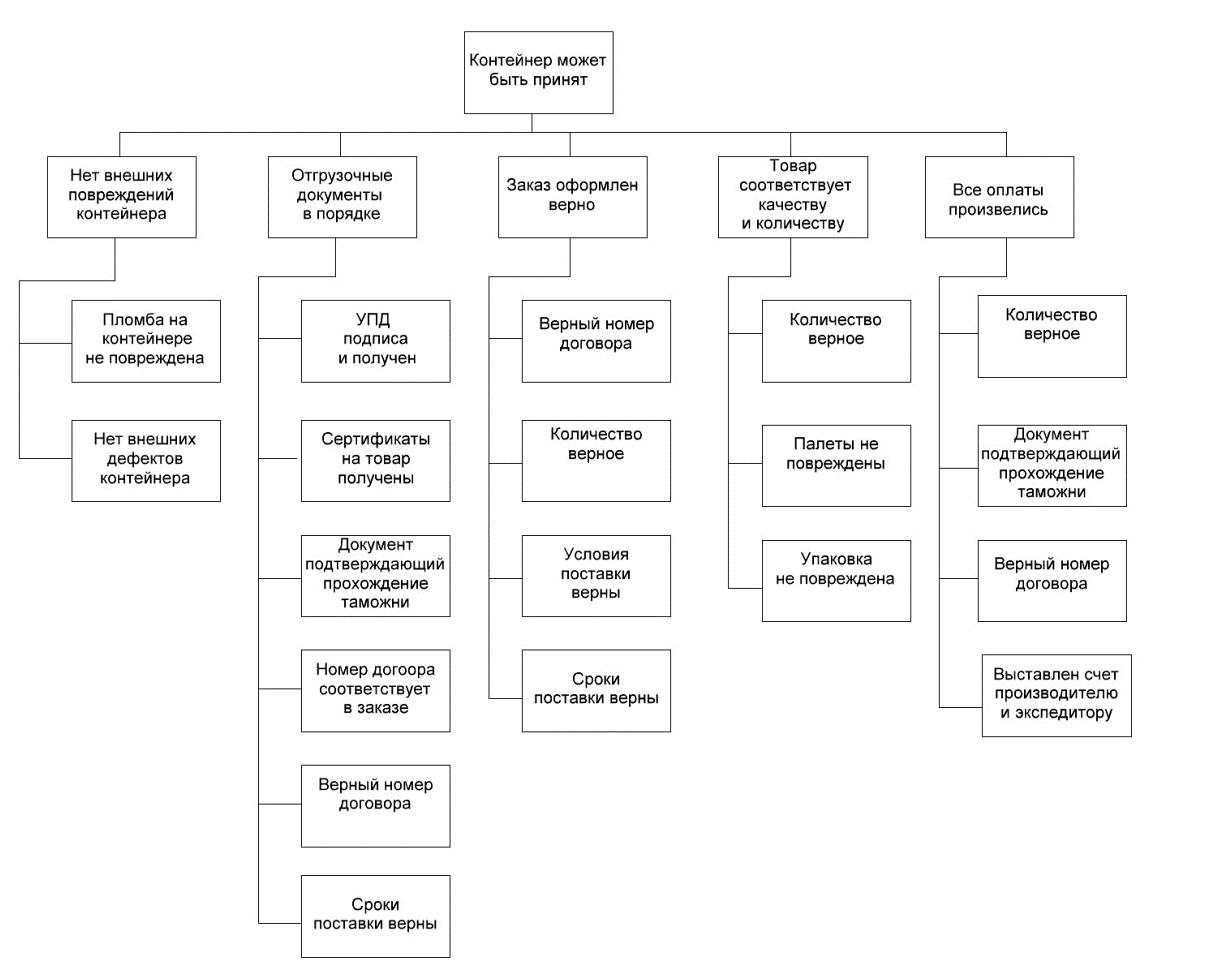 Контейнер может
быть принят
Нет внешних
повреждений
контейнера
Отгрузочные
документы
в порядке
Заказ оформлен
верно
Товар
соответствует
качеству
и количеству
Все оплаты
произвелись
Пломба на
контейнере
не повреждена
Нет внешних
дефектов
контейнера
УПД
подписа
и получен
Сертификаты
на товар
получены
Документ
подтверждающий
прохождение
таможни
Номер догоора
соответствует
в заказе
Верный номер
договора
Сроки
поставки верны
Верный номер
договора
Количество
верное
Условия
поставки
верны
Сроки
поставки верны
Количество
верное
Палеты не
повреждены
Упаковка
не повреждена
Количество
верное
Документ
подтверждающий
прохождение
таможни
Верный номер
договора
Выставлен счет
производителю
и экспедитору